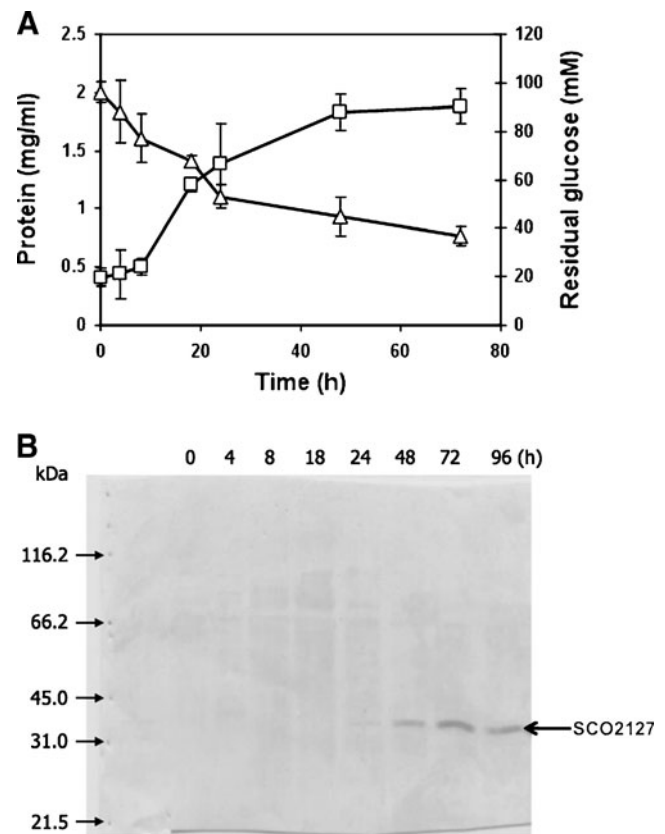 A
Protein (mg/ml)
2.5
2
1.5
1
0.5
0
120
100
80
60
40
20
0
Residual glucose (mM)
0 20 40 60 80
Time (h)
B
kDa
0 4 8 18 24 48 72 96 (h)
116.2
66.2
45.0
31.0
21.5
SCO2127